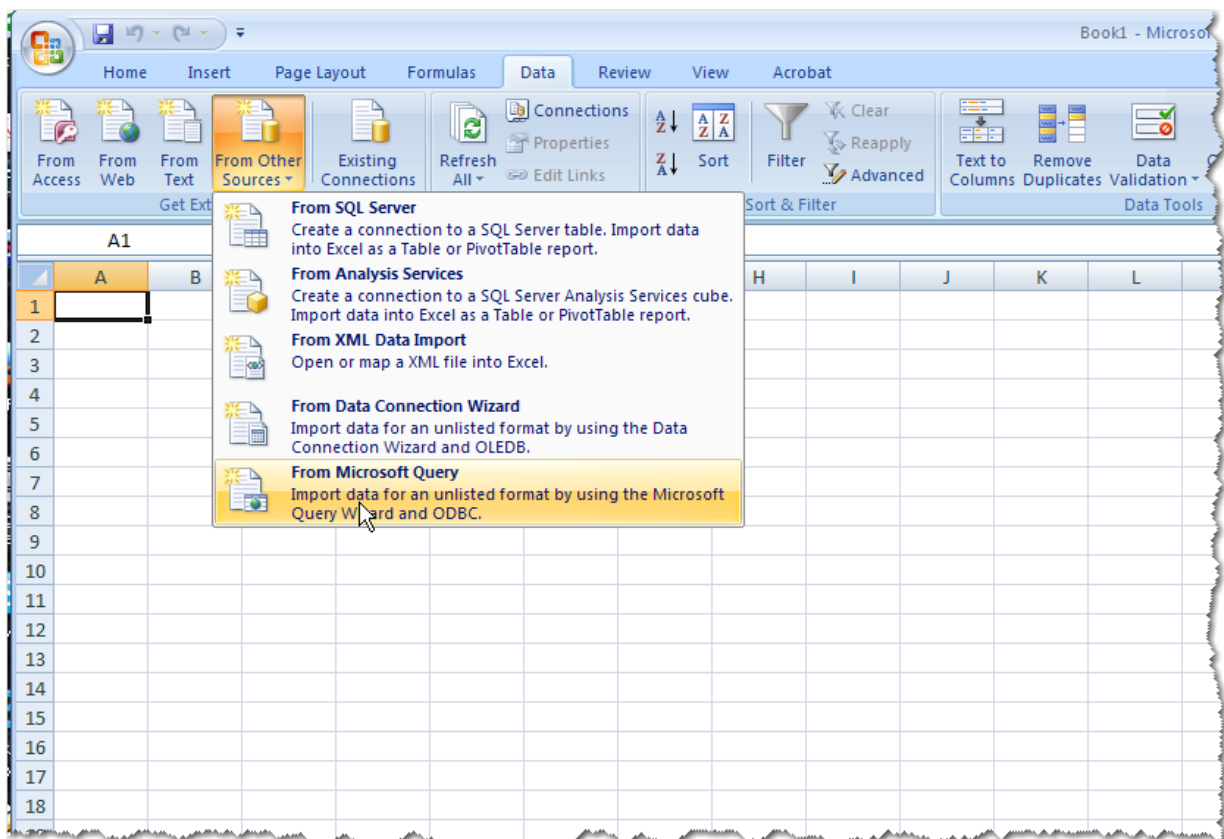 Book1 - Microsof
Home Insert Page Layout Formulas Data Review View Acrobat
From Access
From Web
From Text
From Other Sources
Existing Connections
Refresh All
Connections
Properties
Edit Links
Sort
Filter
Clear
Reapply
Advanced
Text to Columns
Remove Duplicates
Data Validation
Get Ext
Sort & Filter
Data Tools
From SQL Server
Create a connection to a SQL Server table. Import data
into Excel as a Table or PivotTable report.
From Analysis Services
Create a connection to a SQL Server Analysis Services cube.
Import data into Excel as a Table or PivotTable report.
From XML Data Import
Open or map a XML file into Excel.
From Data Connection Wizard
Import data for an unlisted format by using the Data
Connection Wizard and OLEDB.
From Microsoft Query
Import data for an unlisted format by using the Microsoft
Query Wizard and ODBC.
A1
A B H I J K L
1
2
3
4
5
6
7
8
9
10
11
12
13
14
15
16
17
18